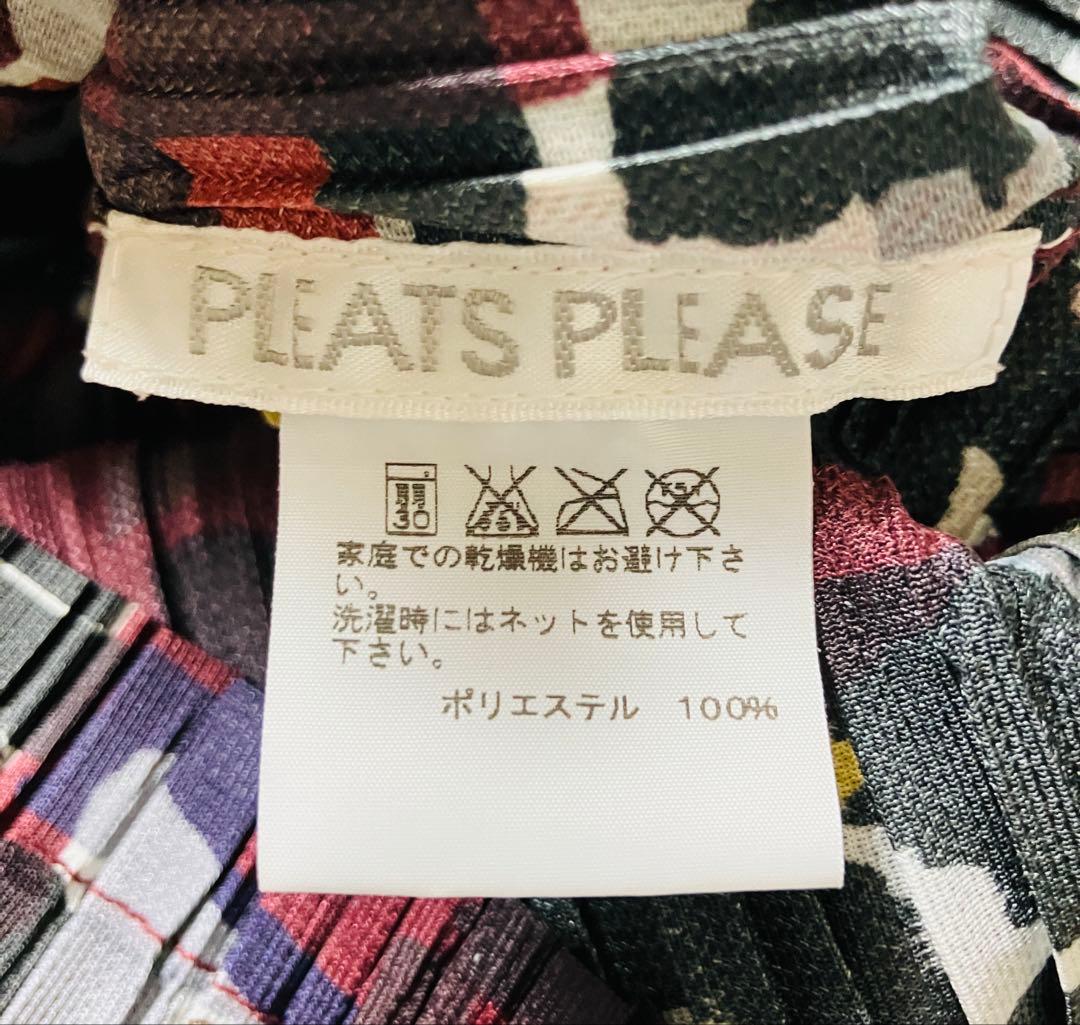 PLEATS PLEASE
30
家庭での乾燥機はお避け下さ
い。
洗濯時にはネットを使用して
下さい。
ポリエステル 100%